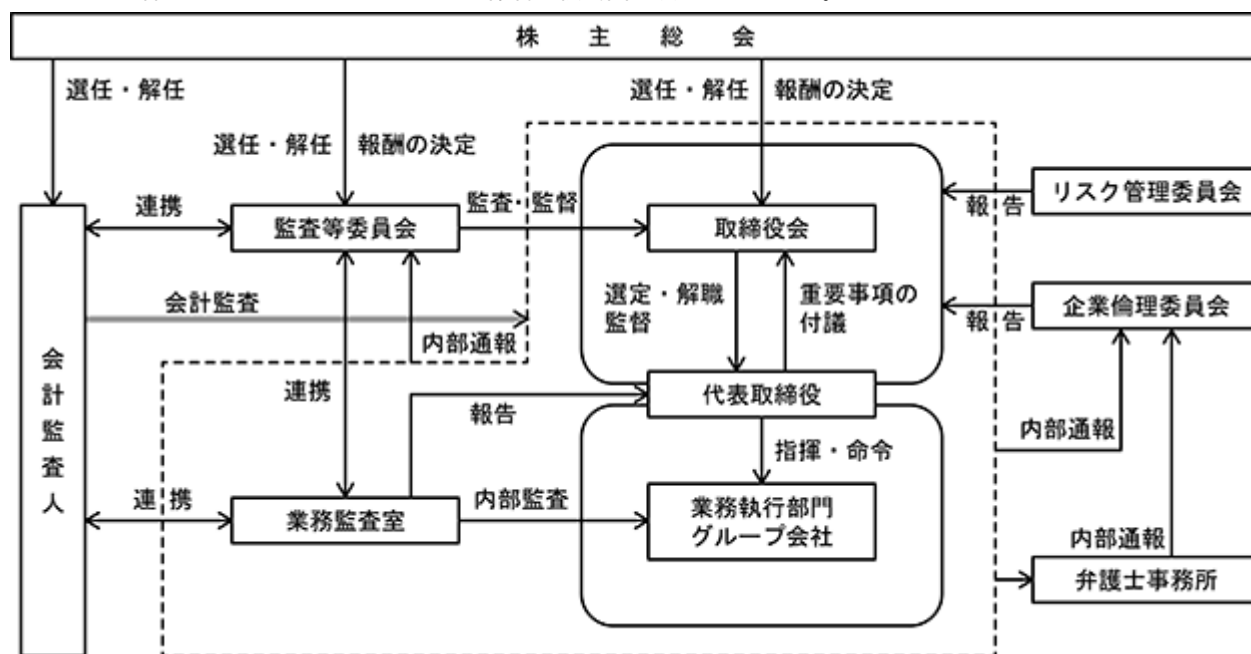 株主総会
選任・解任
選任・解任 報酬の決定
選任・解任 報酬の決定
連携
監査等委員会
監査・監督
取締役会
報告
リスク管理委員会
会計監査
内部通報
選定・解職
監督
重要事項の
付議
報告
企業倫理委員会
会計監査人
連携
報告
代表取締役
内部通報
指揮・命令
連携
業務監査室
内部監査
業務執行部門
グループ会社
内部通報
弁護士事務所